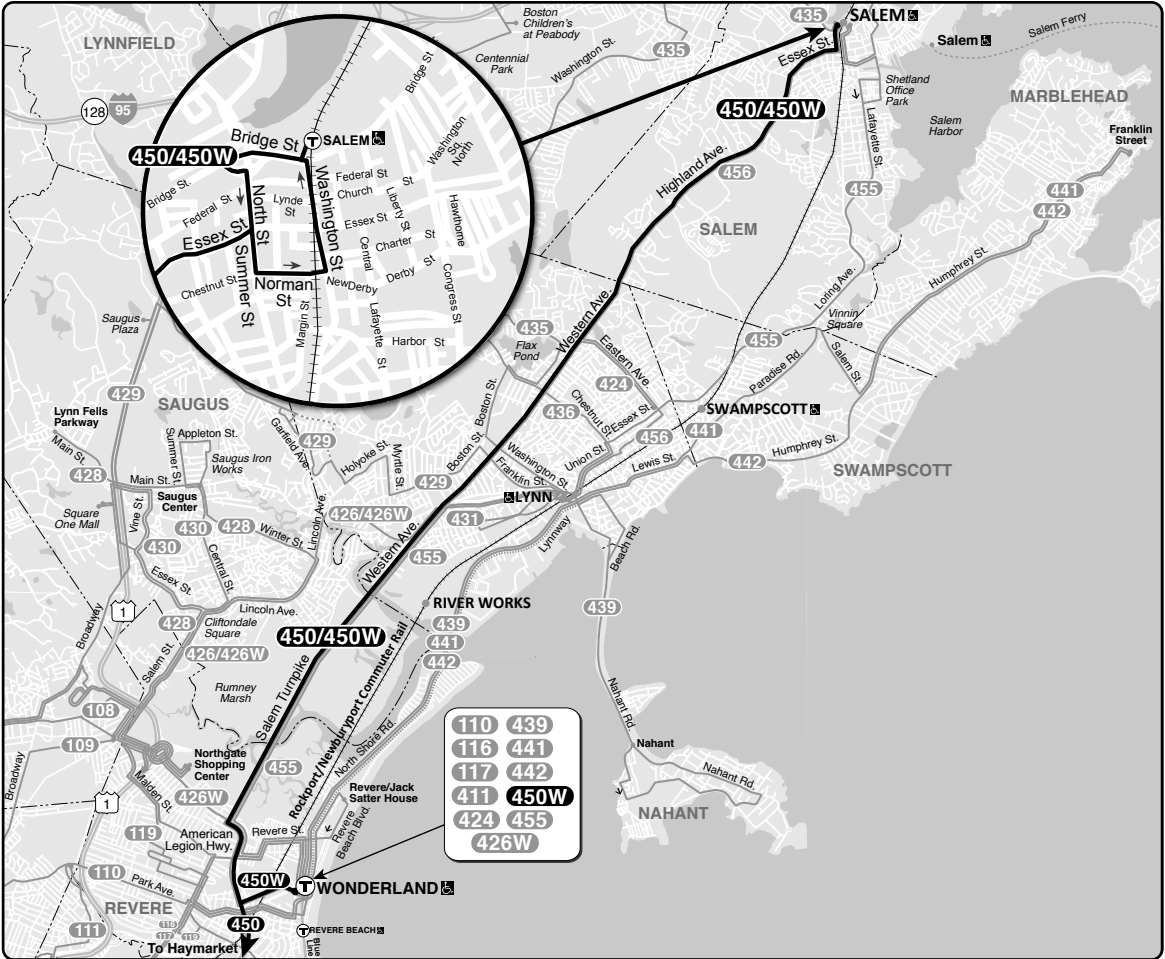 LYNNFIELD
128
95
Boston
Children's
at Peabody
Centennial
Park
Washington St.
435
435
SALEM
Essex St.
Salem
Salem Ferry
Shetland
Office
Park
Salem
Harbor
MARBLEHEAD
Franklin
Street
450/450W
Lafayette St.
Highland Ave.
456
455
441
442
SALEM
Humphrey St.
Loring Ave.
Vinnin
Square
Bridge St
Bridge St
T SALEM
450/450W
Washington
Sq
North
Bridge St.
Federal St
Federal St
Church St
Lynde
St
North St
Washington St
Liberty St
Hawthorne
Essex St
Essex St
Central
Charter St
Summer St
Chestnut St
Norman
St
NewDerby
Derby St
Congress St
Margin St
Lafayette St
Harbor St
Saugus
Plaza
429
Lynn Fells
Parkway
Main St.
428
SAUGUS
Appleton St.
Summer St.
Saugus Iron
Works
Main St.
Saugus
Center
Square
One Mall
Vine St.
430
428
430
Winter St.
Central St.
Essex St.
Lincoln Ave.
Garfield Ave.
429
Holyoke St.
Myrtle St.
429
Boston St.
Boston St.
426/426W
Western Ave.
435
Flax
Pond
Western Ave.
Eastern Ave.
424
436
Chestnut St.
Essex St.
455
Paradise Rd.
Salem St.
SWAMPSCOTT
441
456
Washington St.
Union St.
Franklin St.
Lewis St.
442
Humphrey St.
SWAMPSCOTT
LYNN
431
Lynnway
Beach Rd.
455
RIVER WORKS
439
441
442
439
Broadway
1
428
Cliftondale
Square
Lincoln Ave.
450/450W
426/426W
Salem St.
Rumney
Marsh
Salem Turnpike
Rockport/Newburyport Commuter Rail
North Shore Rd.
Nahant Rd.
Nahant
Nahant Rd.
NAHANT
108
109
Broadway
Northgate
Shopping
Center
455
426W
Malden St.
1
119
American
Legion Hwy.
Revere St.
Revere/Jack
Satter House
Revere
Beach Blvd.
110 439
116 441
117 442
411 450W
424 455
426W
110
Park Ave.
REVERE
111
116
117
119
450W
T WONDERLAND
450
To Haymarket
T REVERE BEACH
Blue
Line